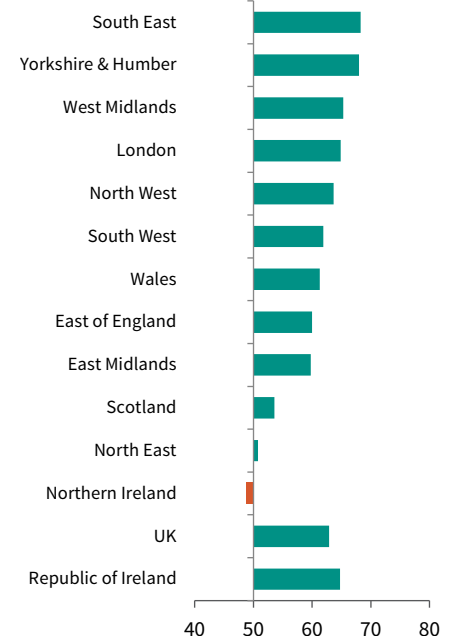 South East
Yorkshire & Humber
West Midlands
London
North West
South West
Wales
East of England
East Midlands
Scotland
North East
Northern Ireland
UK
Republic of Ireland
40 50 60 70 80